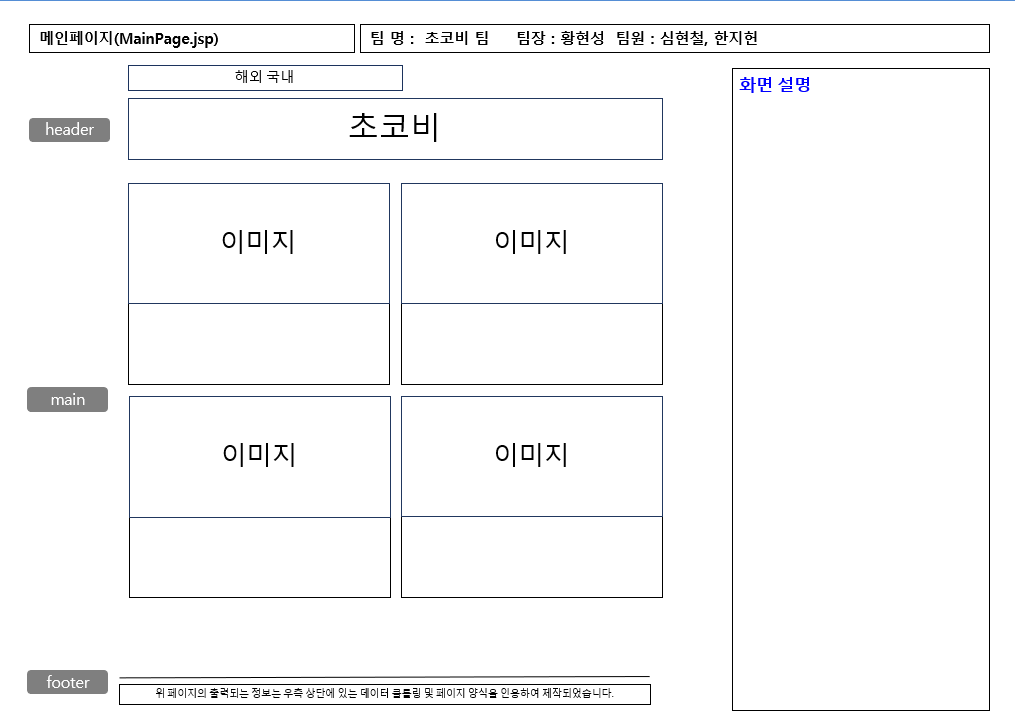 메인페이지(MainPage.jsp)
팀 명 : 초코비 팀 팀장 : 황현성 팀원 : 심현철, 한지현
해외 국내
화면 설명
header
초코비
이미지 이미지
main
이미지 이미지
footer
위 페이지의 출력되는 정보는 우측 상단에 있는 데이터 클롤링 및 페이지 양식을 인용하여 제작되었습니다.